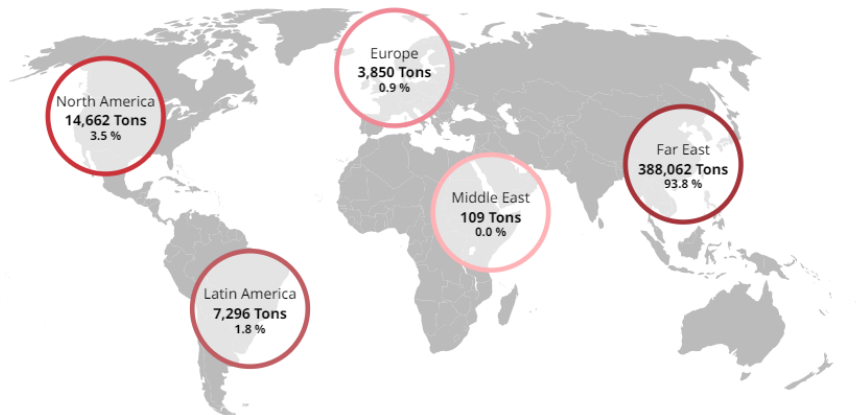 Europe
3,850 Tons
0.9 %
North America
14,662 Tons
3.5 %
Far East
388,062 Tons
93.8 %
Middle East
109 Tons
0.0 %
Latin America
7,296 Tons
1.8 %